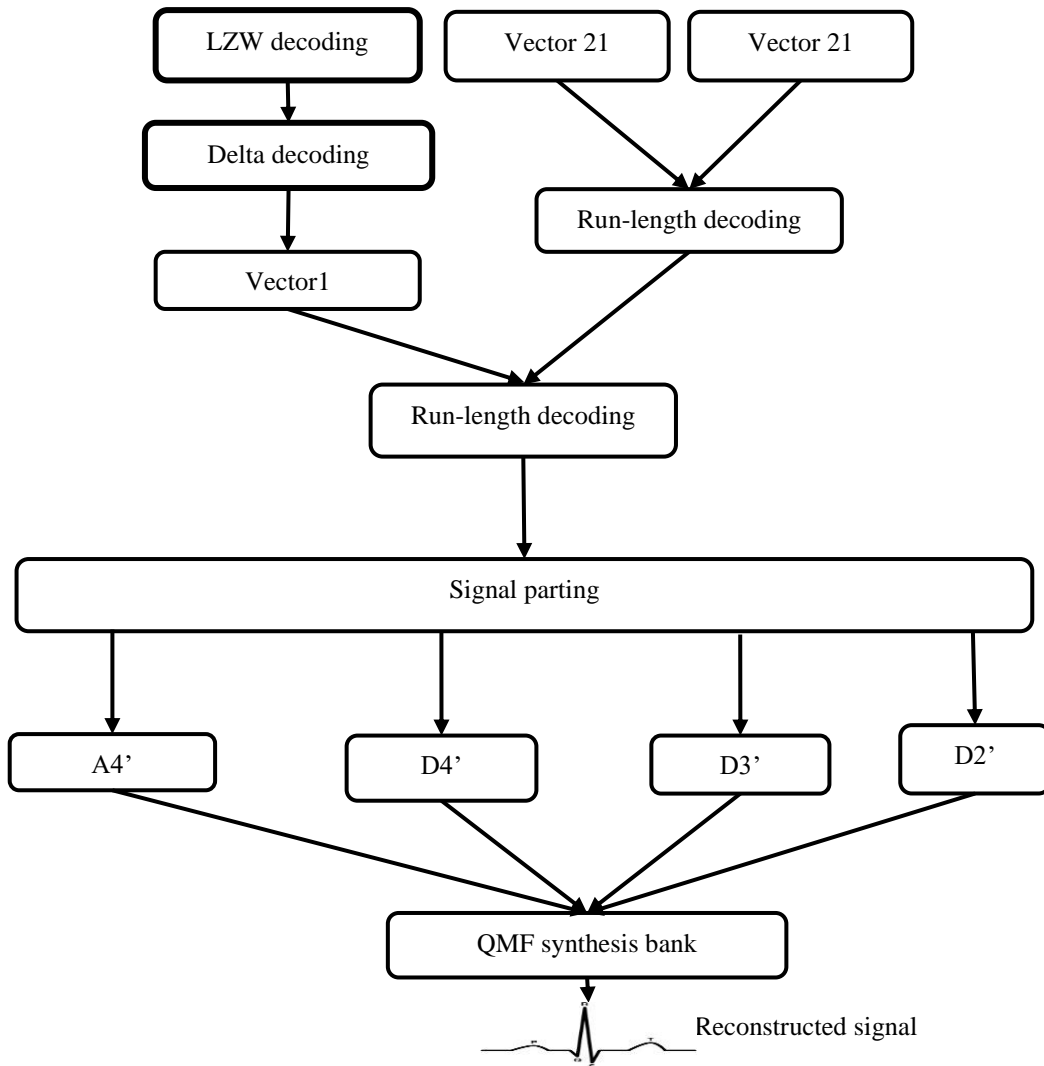 LZW decoding
Vector 21
Vector 21
Delta decoding
Run-length decoding
Vector1
Run-length decoding
Signal parting
A4’
D4’
D3’
D2’
QMF synthesis bank
R
P
T
Q
S
Reconstructed signal